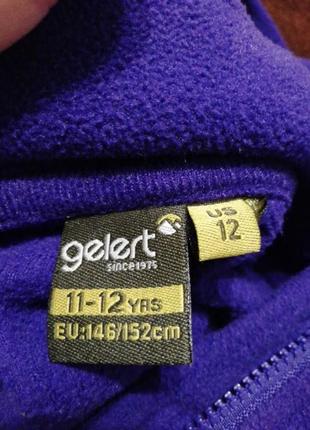 gelert
SINCE1975
11-12 YRS
EU:146/152cm
US
12